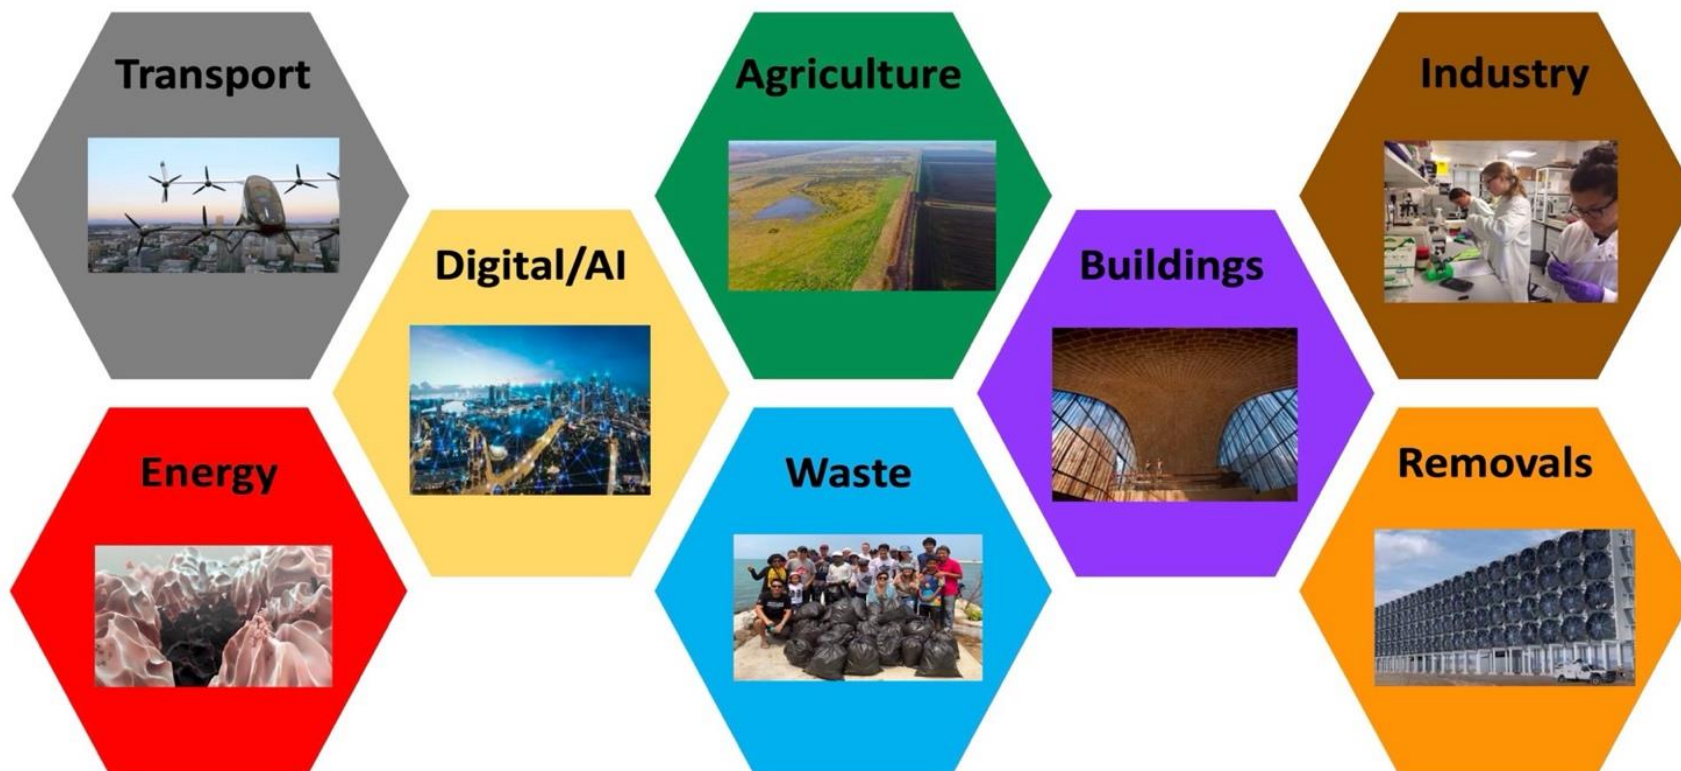 Transport
Agriculture
Industry
Digital/AI
Buildings
Energy
Waste
Removals